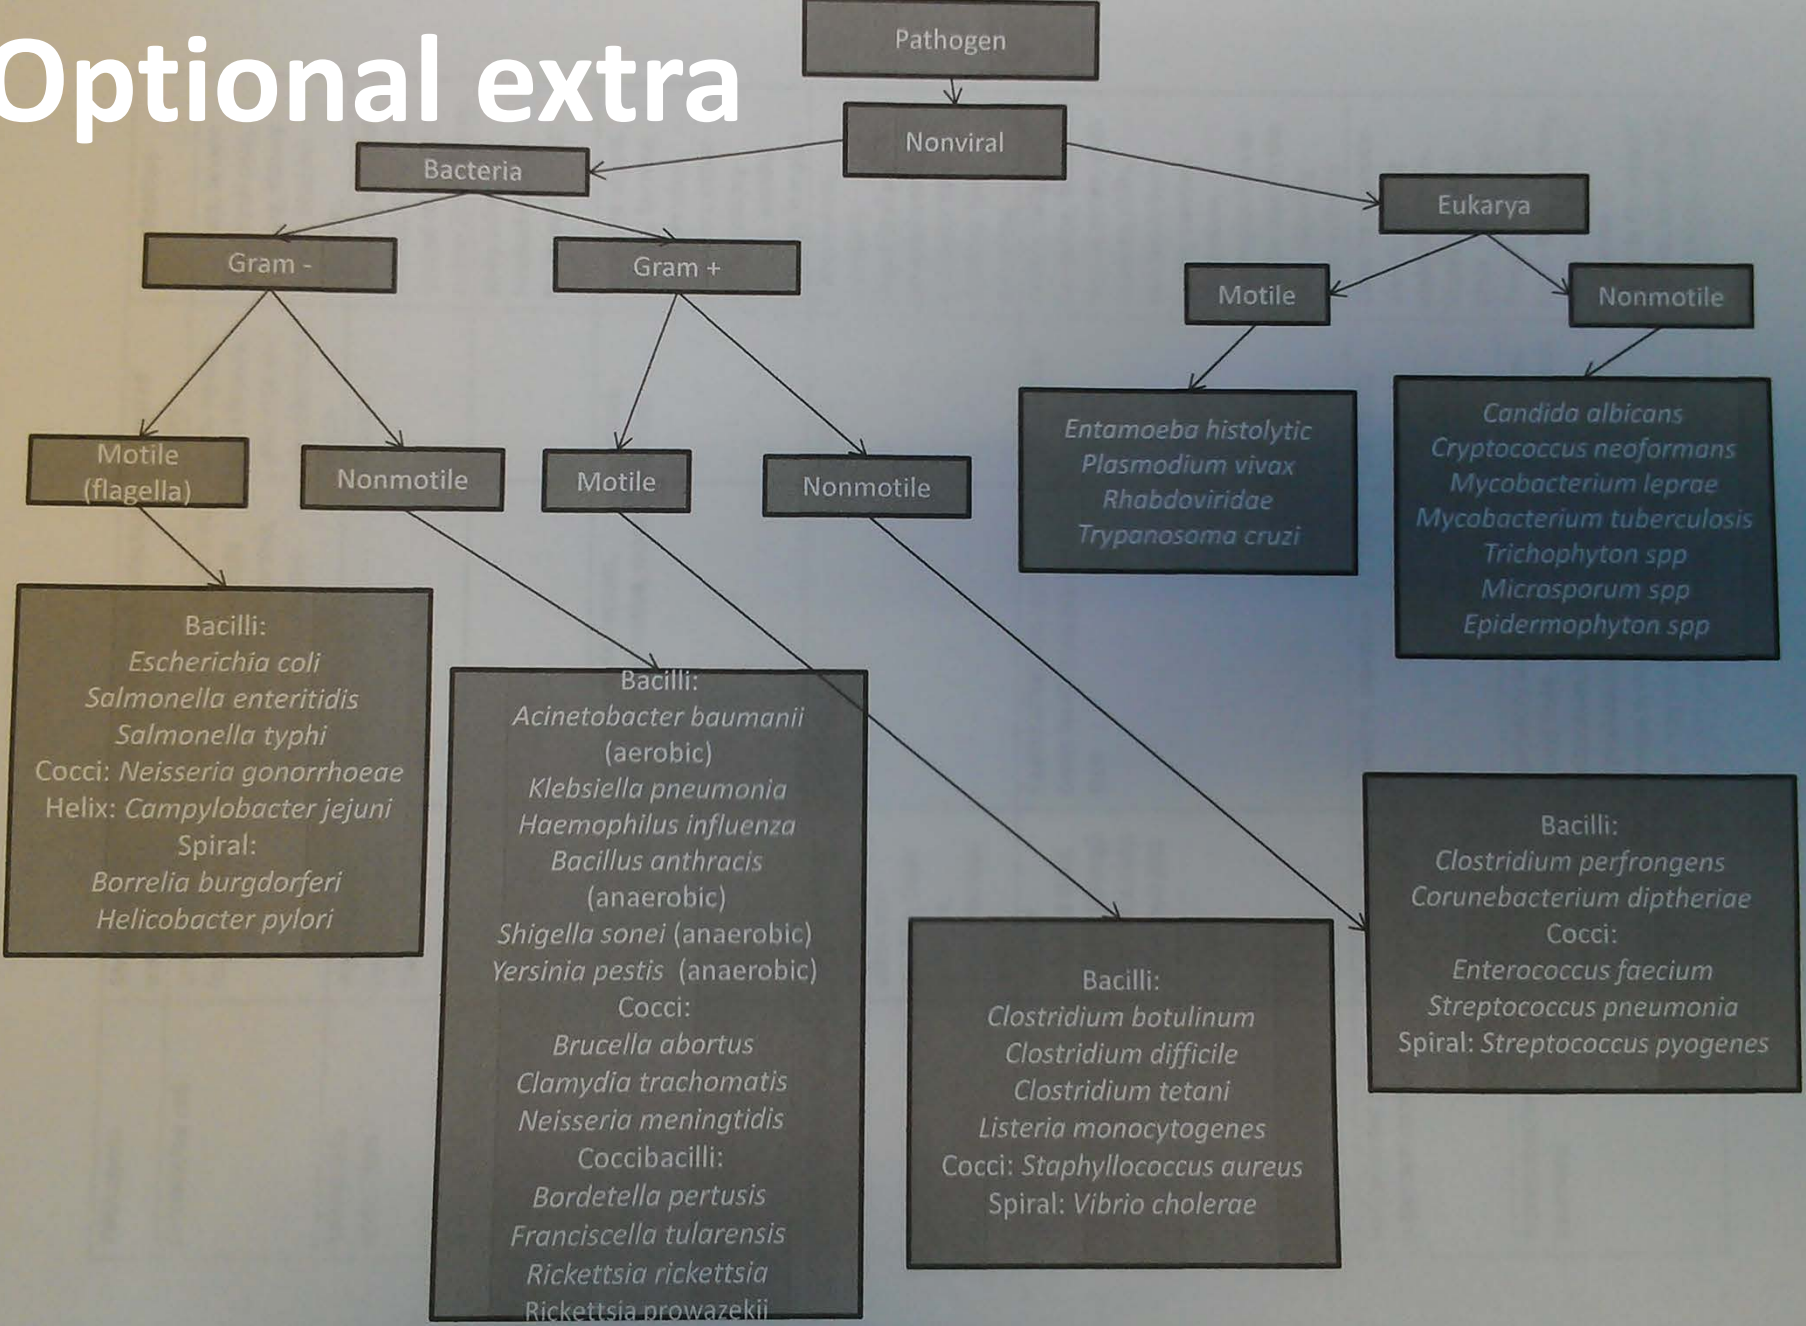 Optional extra
Pathogen
Nonviral
Bacteria
Eukarya
Gram -
Gram +
Motile
Nonmotile
Motile
(flagella)
Nonmotile
Motile
Nonmotile
Entamoeba histolytic
Plasmodium vivax
Rhabdoviridae
Trypanosoma cruzi
Candida albicans
Cryptococcus neoformans
Mycobacterium leprae
Mycobacterium tuberculosis
Trichophyton spp
Microsporum spp
Epidermophyton spp
Bacilli:
Escherichia coli
Salmonella enteritidis
Salmonella typhi
Cocci: Neisseria gonorrhoeae
Helix: Campylobacter jejuni
Spiral:
Borrelia burgdorferi
Helicobacter pylori
Bacilli:
Acinetobacter baumanii
(aerobic)
Klebsiella pneumonia
Haemophilus influenza
Bacillus anthracis
(anaerobic)
Shigella sonei (anaerobic)
Yersinia pestis (anaerobic)
Cocci:
Brucella abortus
Clamydia trachomatis
Neisseria meningtidis
Coccibacilli:
Bordetella pertusis
Franciscella tularensis
Rickettsia rickettsia
Rickettsia prowazekii
Bacilli:
Clostridium botulinum
Clostridium difficile
Clostridium tetani
Listeria monocytogenes
Cocci: Staphyllococcus aureus
Spiral: Vibrio cholerae
Bacilli:
Clostridium perfrongens
Corunebacterium diptheriae
Cocci:
Enterococcus faecium
Streptococcus pneumonia
Spiral: Streptococcus pyogenes